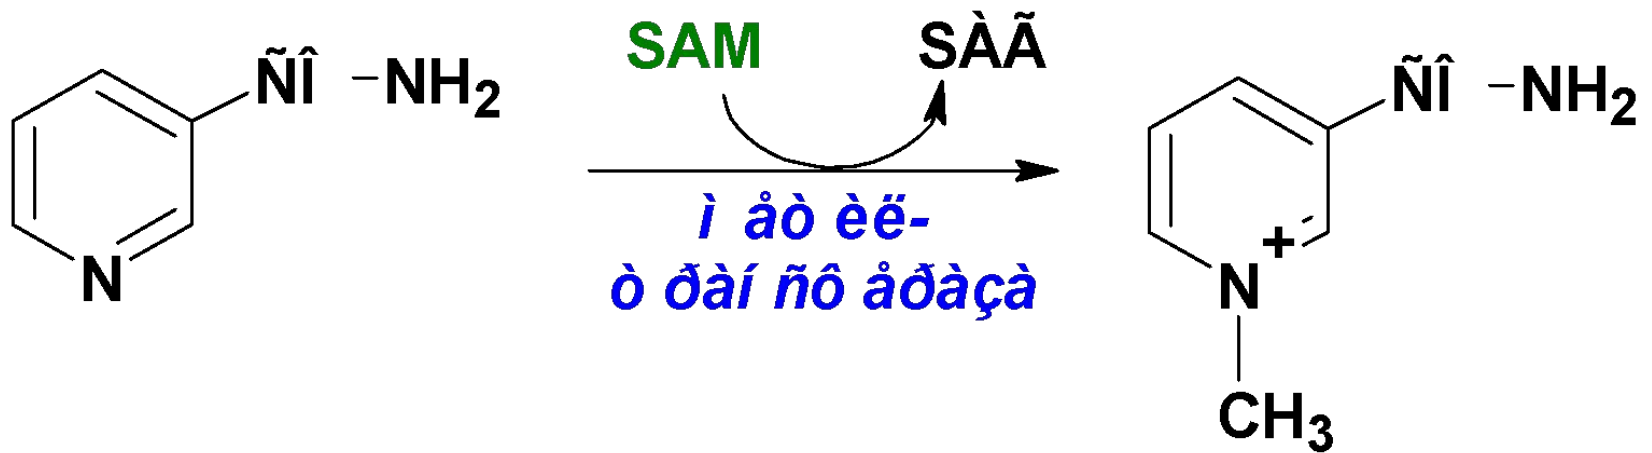 SAM SÀÃ
ÑÎ –NH2
N
ì åò èë-
ò ðàí ñô åðàçà
ÑÎ –NH2
+
N
CH3